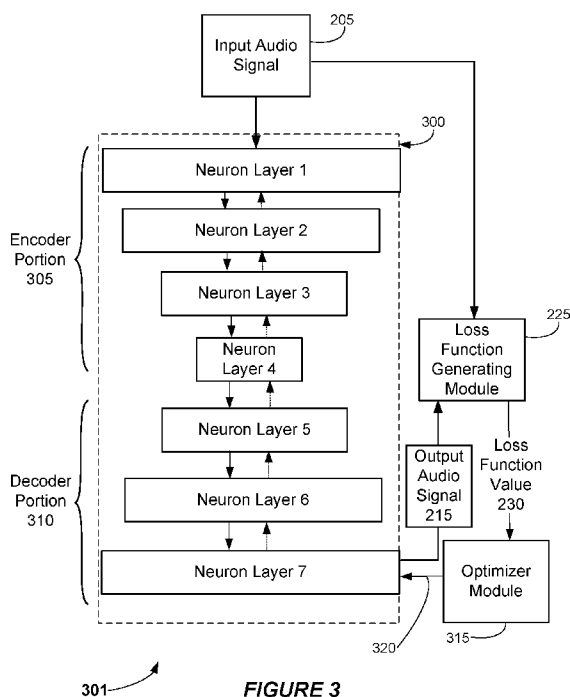 205
Input Audio
Signal
300
Neuron Layer 1
Neuron Layer 2
Encoder
Portion
305
Neuron Layer 3
Neuron
Layer 4
225
Loss
Function
Generating
Module
Neuron Layer 5
Decoder
Portion
310
Neuron Layer 6
Output
Audio
Signal
215
Loss
Function
Value
230
Neuron Layer 7
Optimizer
Module
320
315
301
FIGURE 3